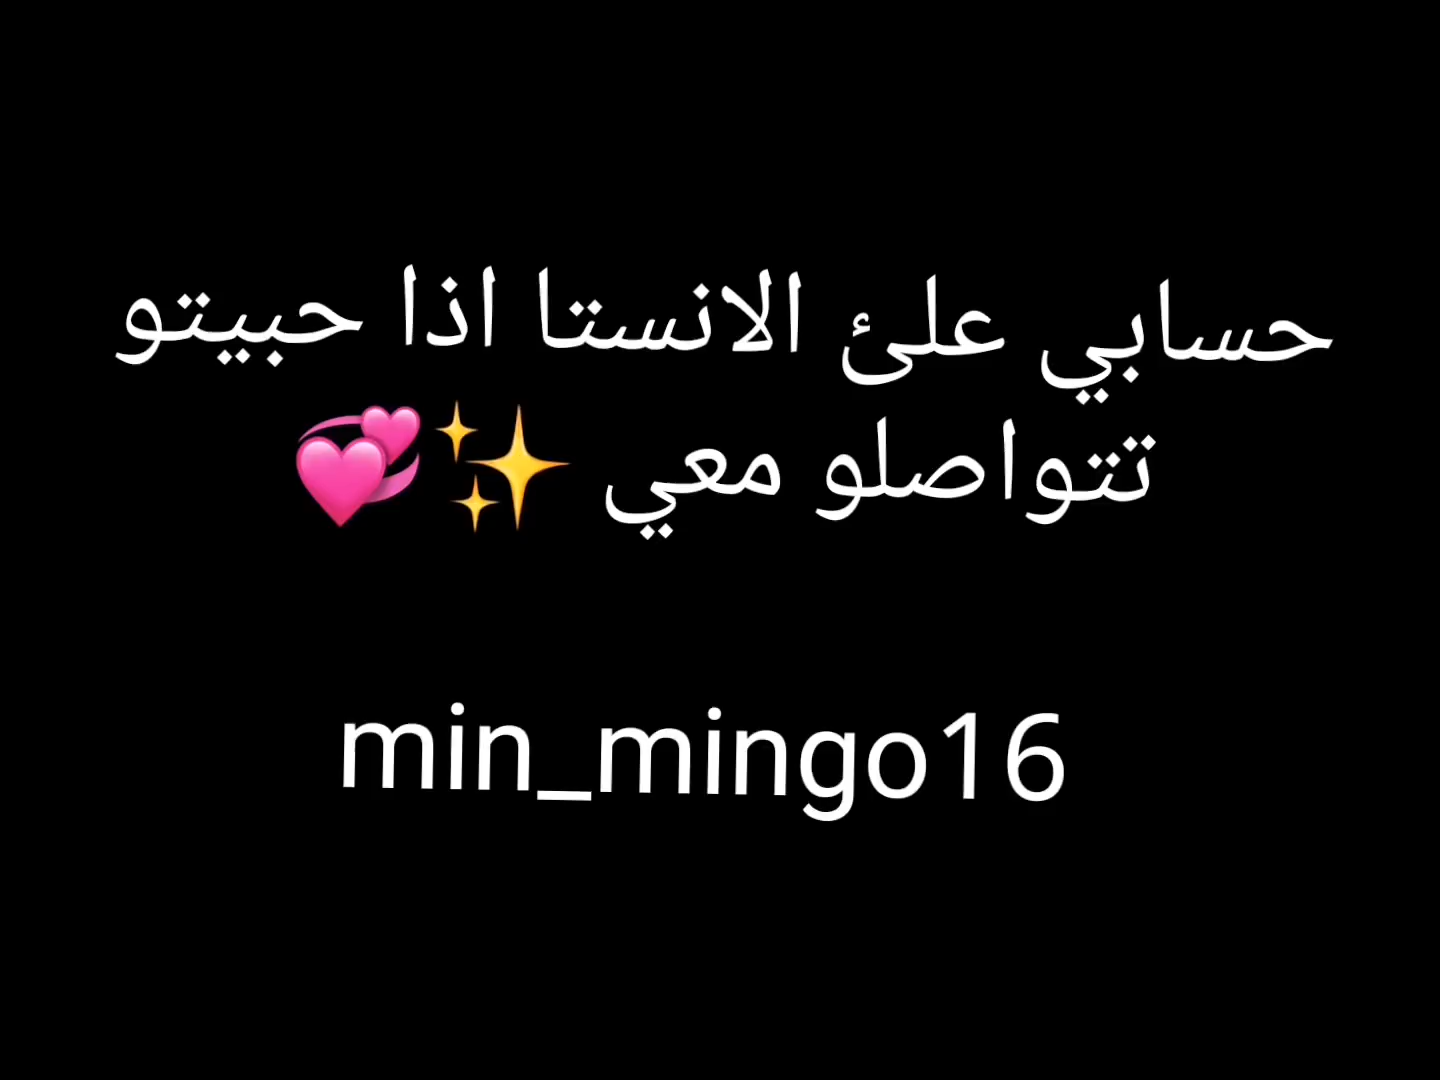 حسابي علئ الانستا اذا حبيتو
تتواصلو معي ✨💞
min_mingo16